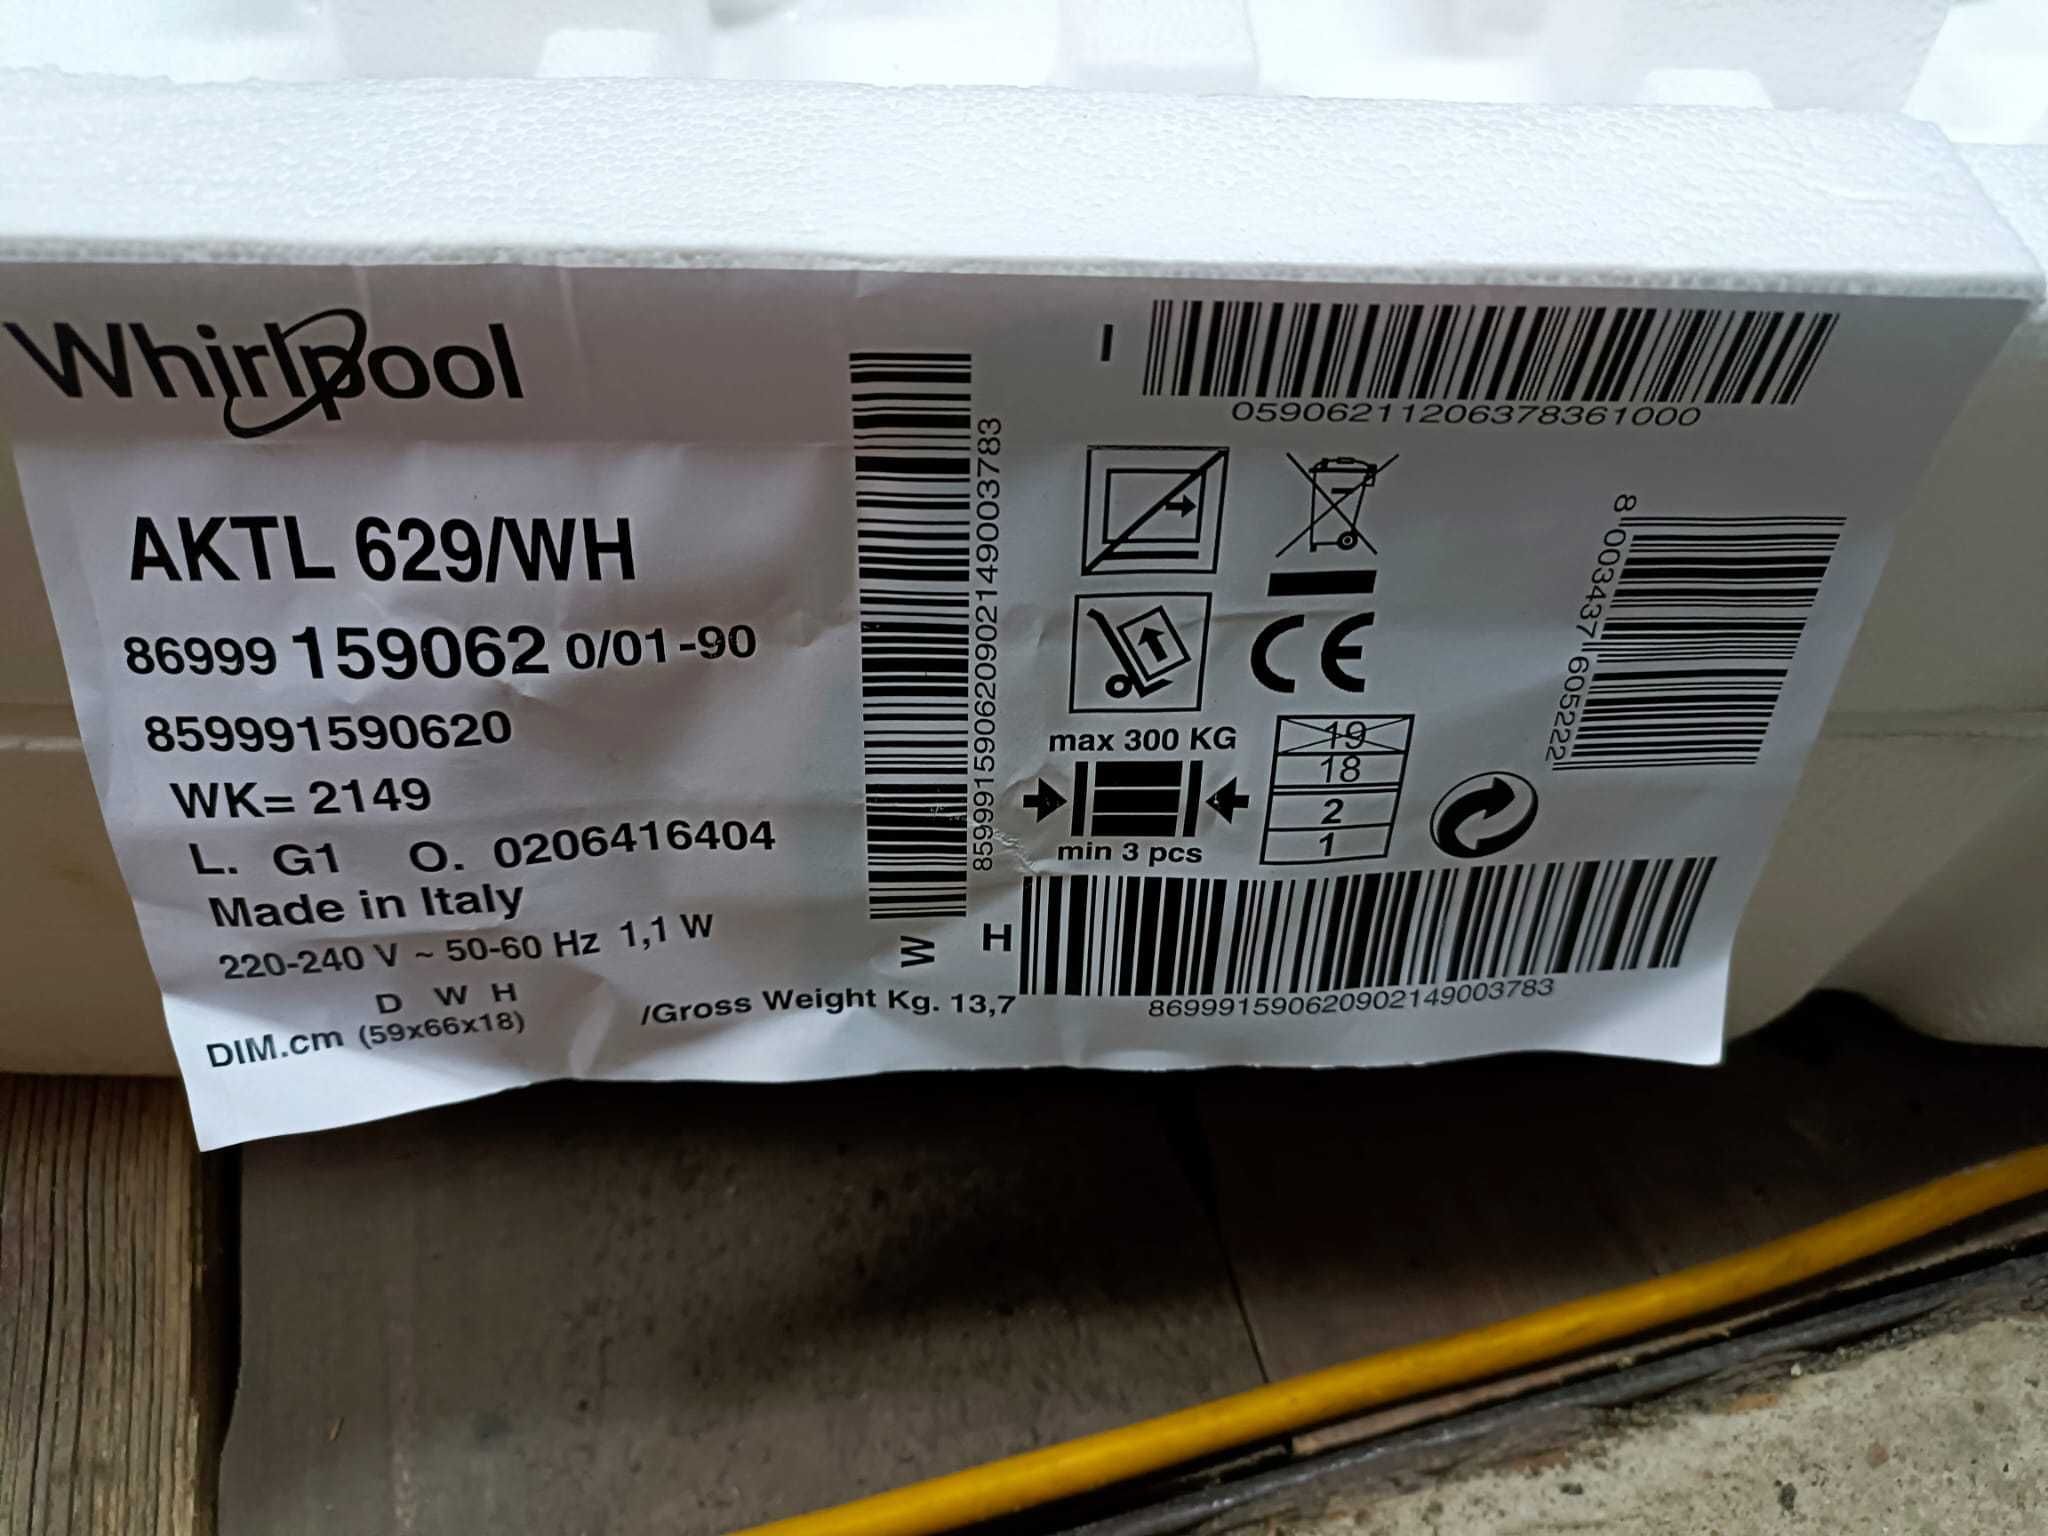 Whirlpool
AKTL 629/WH
86999 159062 0/01-90
859991590620
WK= 2149
L. G1 O. 0206416404
Made in Italy
220-240 V ~ 50-60 Hz 1,1 W
D W H
DIM.cm (59x66x18)
/Gross Weight Kg. 13,7
W
859991590620902149003783
I
05906211206378361000
CE
max 300 KG
min 3 pcs
19
18
2
1
8 003437 605222
H
869991590620902149003783